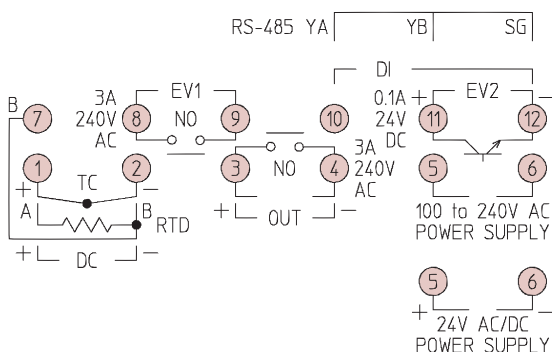 RS-485 YA YB SG
DI
EV1 EV2
B 7 3A 240V AC 8 NO 9 10 + 0.1A 24V DC 11 12 -
1 2 3 NO 4 3A 240V AC 5 6
+ TC - + OUT - 100 to 240V AC
A B RTD POWER SUPPLY
+ DC -
5 6
+ 24V AC/DC -
POWER SUPPLY